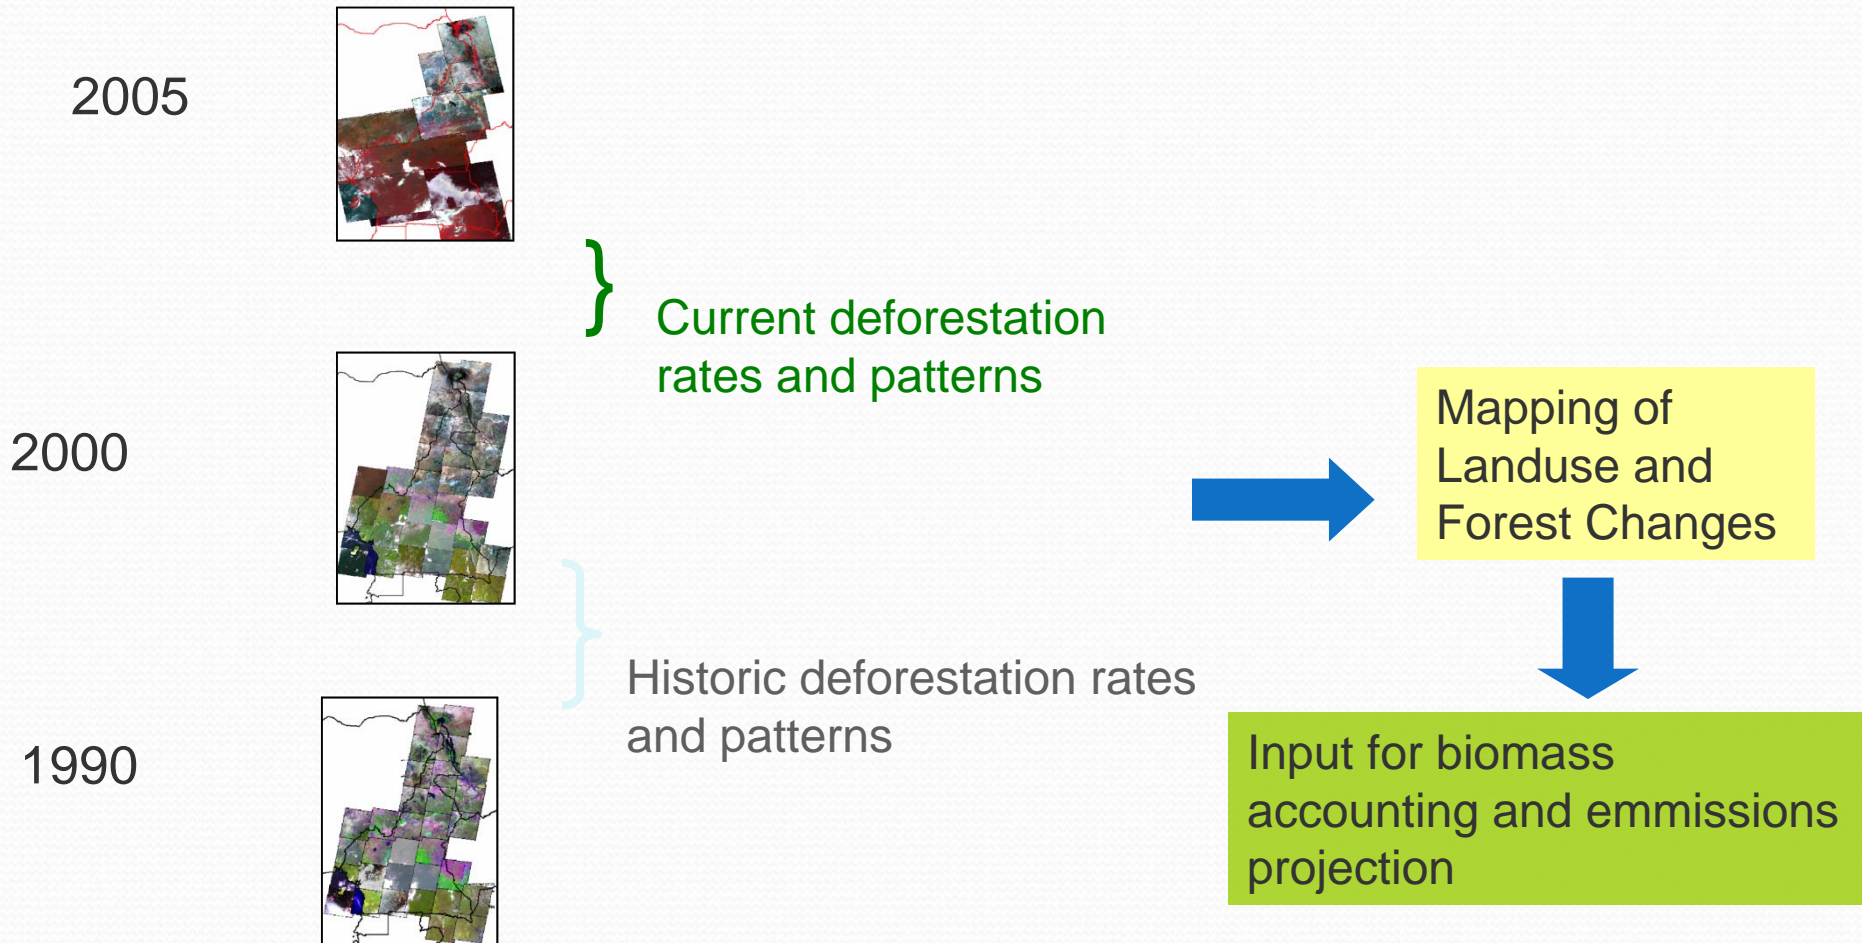 2005
Current deforestation
rates and patterns
2000
Mapping of
Landuse and
Forest Changes
Historic deforestation rates
and patterns
1990
Input for biomass
accounting and emmissions
projection